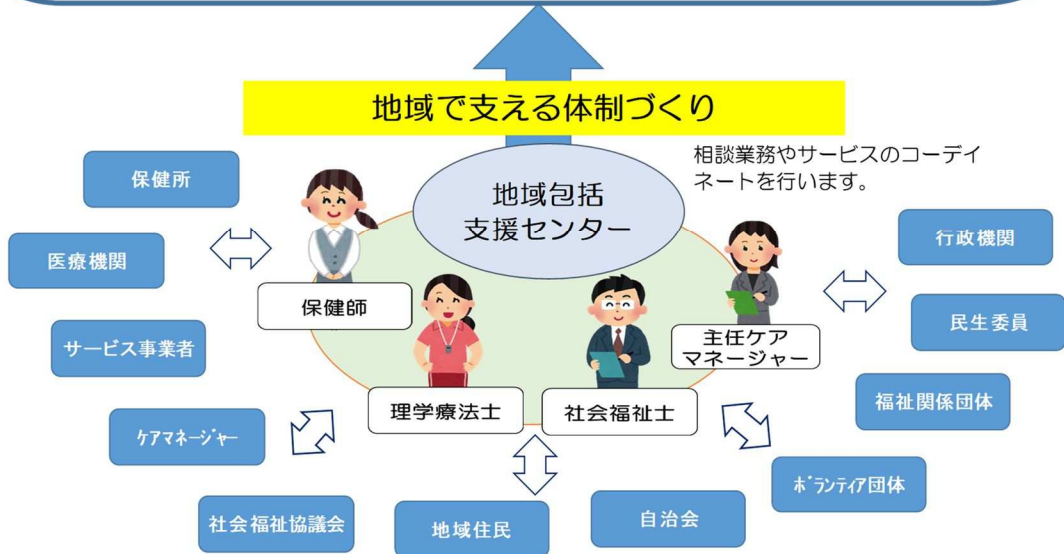 地域で支える体制づくり
相談業務やサービスのコーデイ
ネートを行います。
地域包括
支援センター
保健所
医療機関
サービス事業者
ｹｱﾏﾈｰｼﾞｬｰ
社会福祉協議会
地域住民
自治会
ﾎﾞﾗﾝﾃｨｱ団体
福祉関係団体
民生委員
行政機関
保健師
理学療法士
社会福祉士
主任ケア
マネージャー